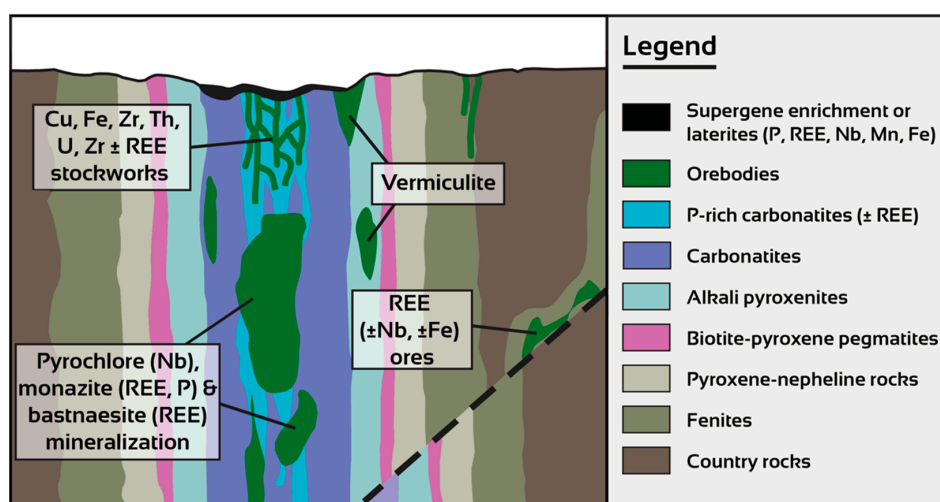 Cu, Fe, Zr, Th,
U, Zr ± REE
stockworks
Vermiculite
REE
(±Nb, ±Fe)
ores
Pyrochlore (Nb),
monazite (REE, P) &
bastnaesite (REE)
mineralization
Legend
Supergene enrichment or
laterites (P, REE, Nb, Mn, Fe)
Orebodies
P-rich carbonatites (± REE)
Carbonatites
Alkali pyroxenites
Biotite-pyroxene pegmatites
Pyroxene-nepheline rocks
Fenites
Country rocks